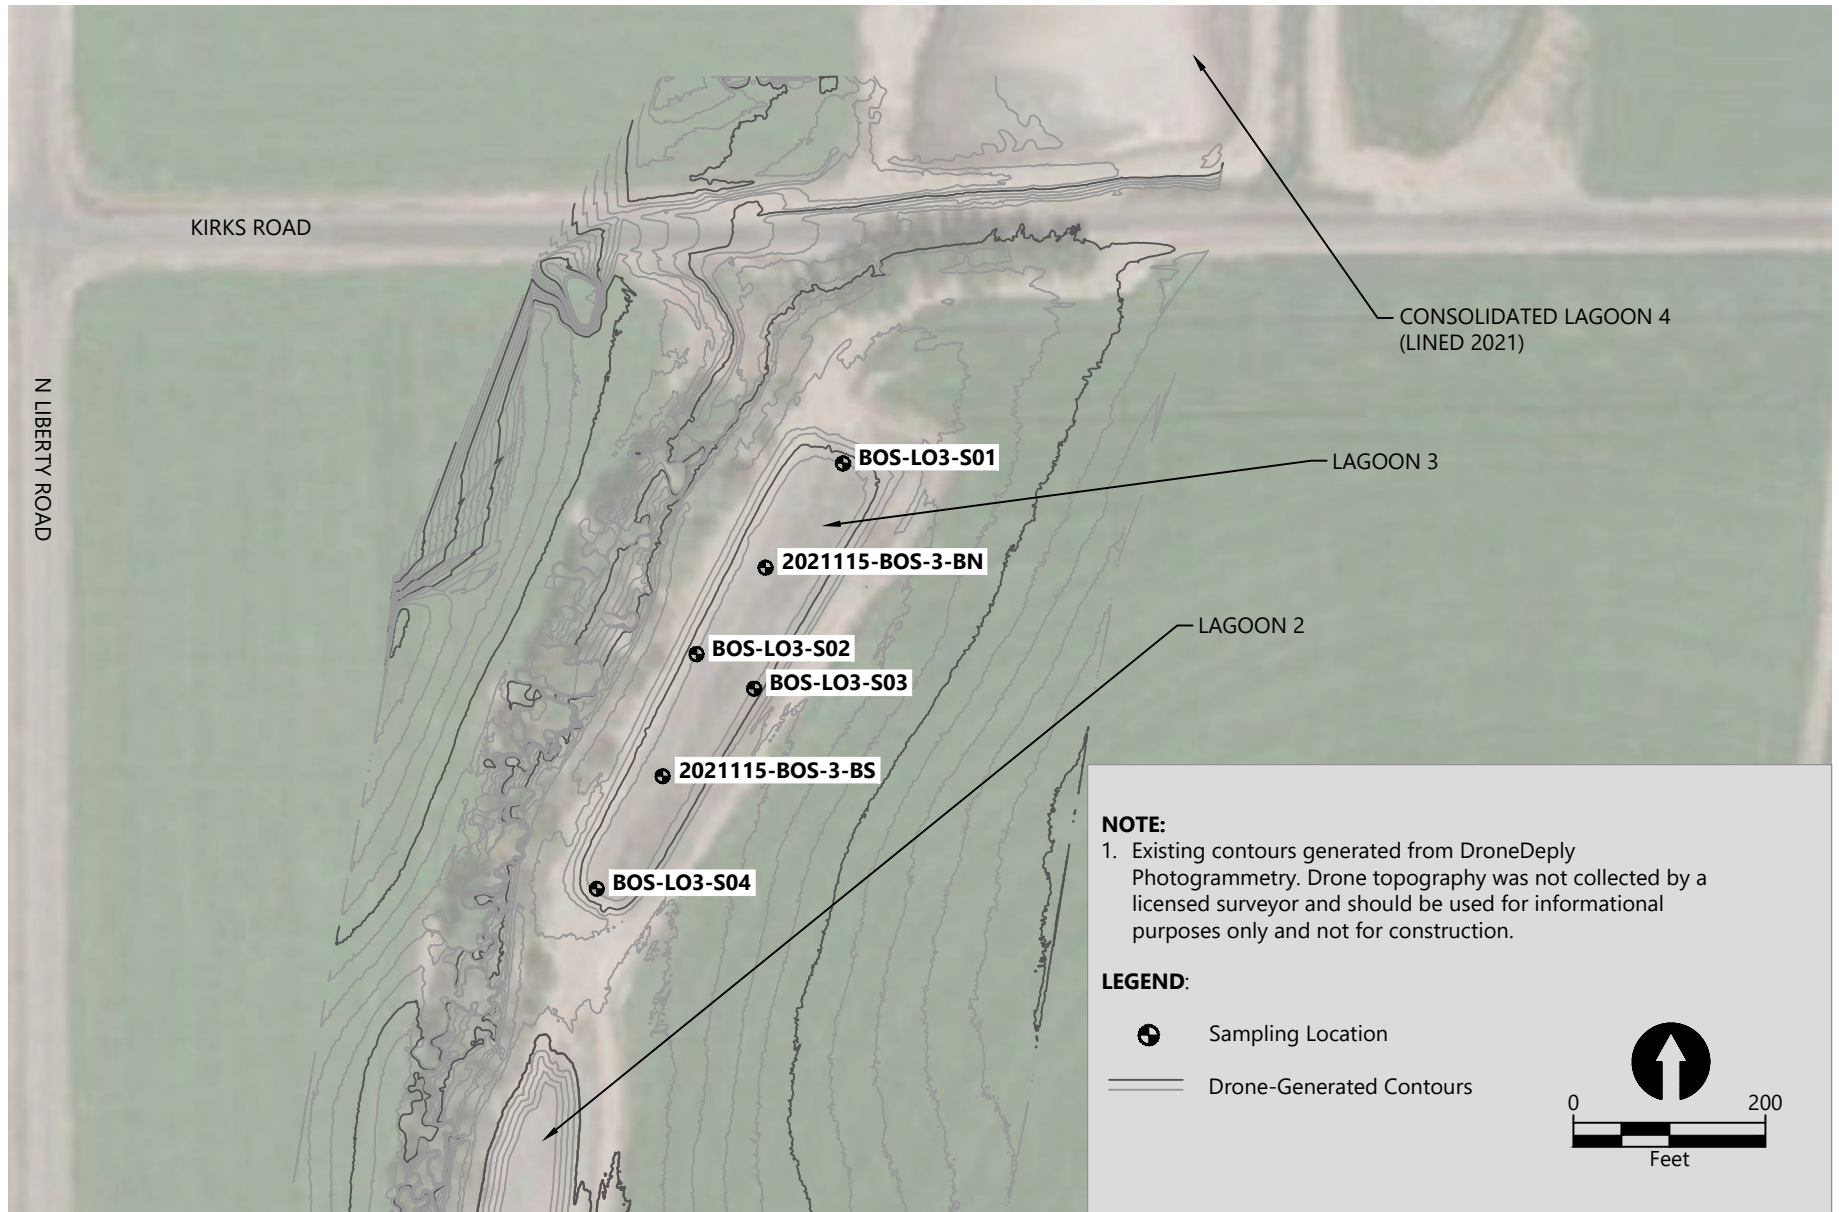 KIRKS ROAD
N LIBERTY ROAD
CONSOLIDATED LAGOON 4
(LINED 2021)
BOS-LO3-S01
LAGOON 3
2021115-BOS-3-BN
LAGOON 2
BOS-LO3-S02
BOS-LO3-S03
2021115-BOS-3-BS
BOS-LO3-S04
NOTE:
1. Existing contours generated from DroneDeply
Photogrammetry. Drone topography was not collected by a
licensed surveyor and should be used for informational
purposes only and not for construction.
LEGEND:
Sampling Location
Drone-Generated Contours
0 200
Feet